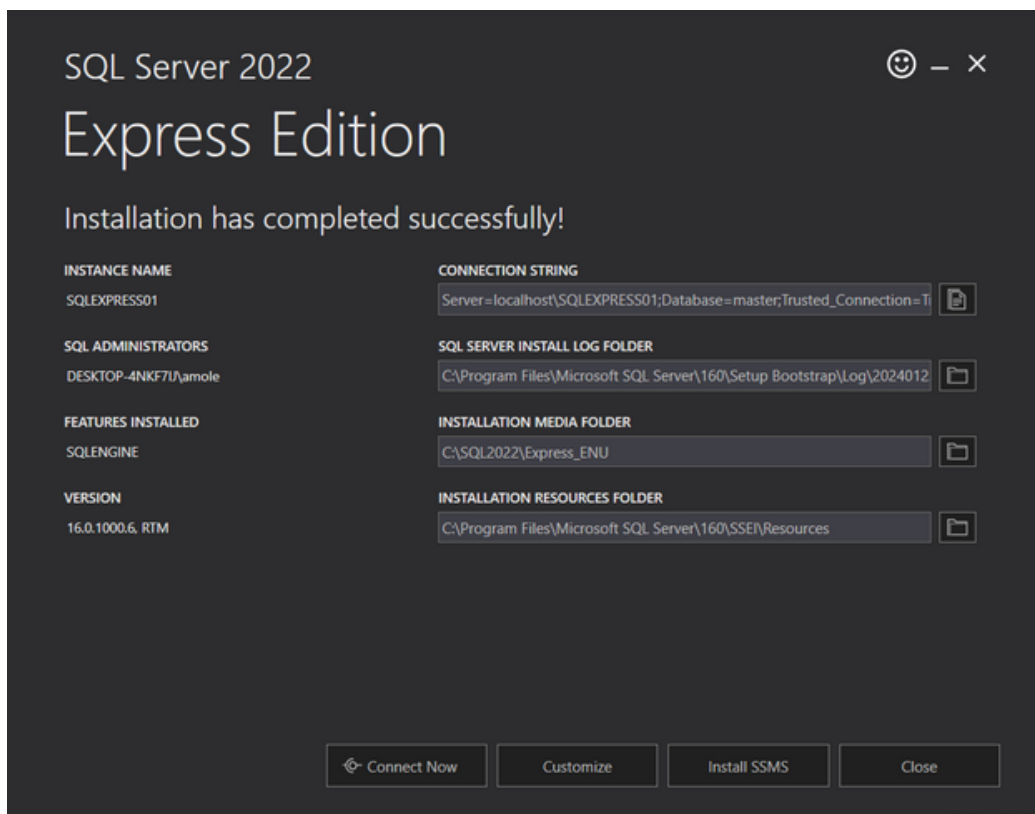 SQL Server 2022
Express Edition
Installation has completed successfully!
INSTANCE NAME
SQLEXPRESS01
CONNECTION STRING
Server=localhost\SQLEXPRESS01;Database=master;Trusted_Connection=
SQL ADMINISTRATORS
DESKTOP-4NKF7IJ\amole
SQL SERVER INSTALL LOG FOLDER
C:\Program Files\Microsoft SQL Server\160\Setup Bootstrap\Log\2024012
FEATURES INSTALLED
SQLENGINE
INSTALLATION MEDIA FOLDER
C:\SQL2022\Express_ENU
VERSION
16.0.1000.6, RTM
INSTALLATION RESOURCES FOLDER
C:\Program Files\Microsoft SQL Server\160\SSEI\Resources
Connect Now
Customize
Install SSMS
Close